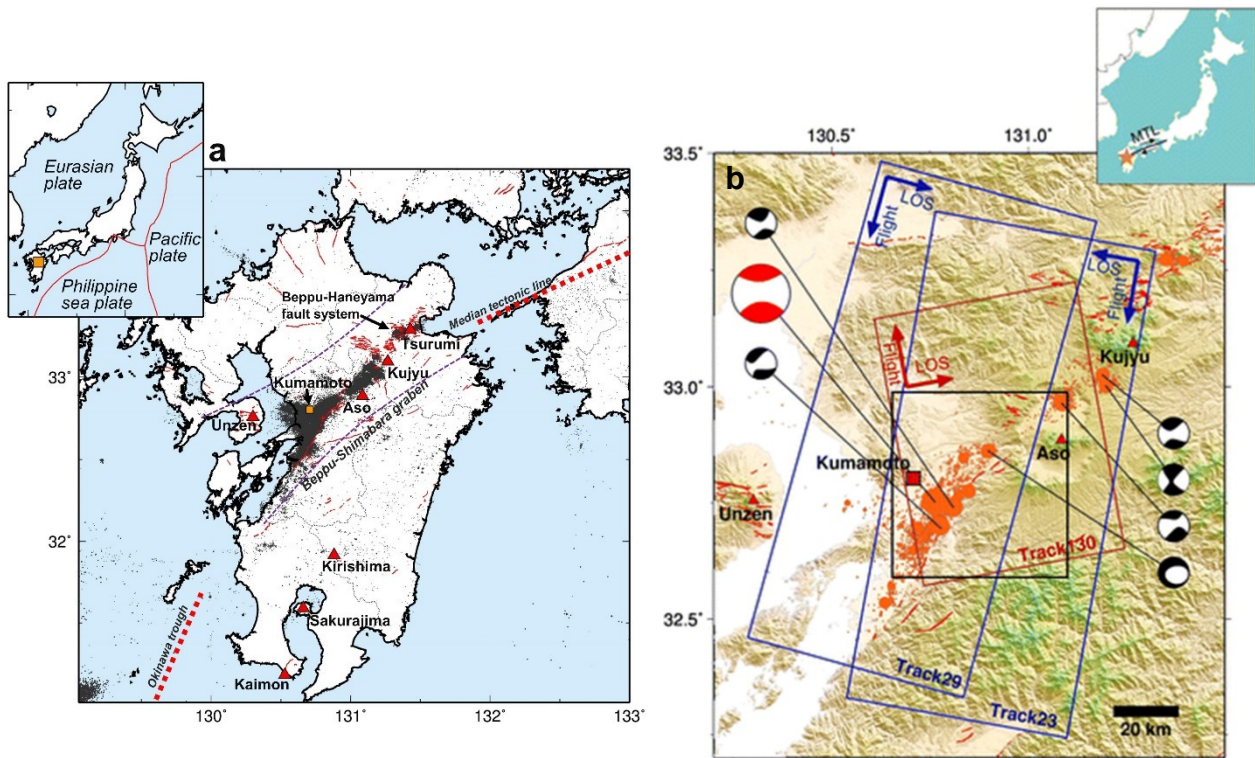 Eurasian
plate
Pacific
plate
Philippine
sea plate
a
Beppu-Haneyama
fault system
Median tectonic line
Tsurumi
Kujyu
Kumamoto
Aso
Unzen
Beppu-Shimabara graben
Kirishima
Sakurajima
Kaimon
Okinawa trough
33
32
130
131
132
133
MTL
130.5
131.0
33.5
33.0
32.5
b
LOS
Flight
LOS
Flight
Kujyu
Flight
LOS
Aso
Kumamoto
Unzen
Track130
Track29
Track23
20 km